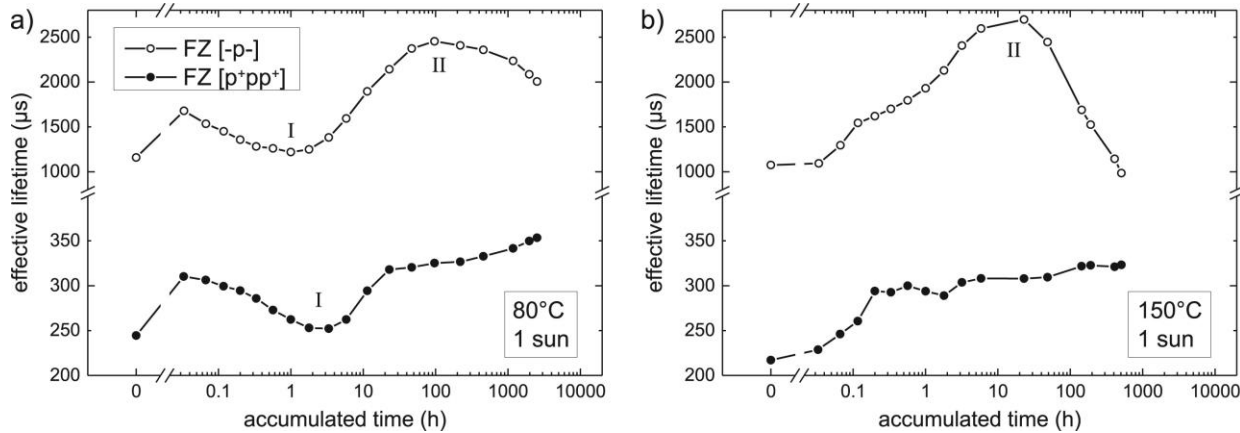 a)
effective lifetime (µs)
2500
2000
1500
1000
350
300
250
200
FZ [-p-]
FZ [p⁺pp⁺]
I
II
I
80°C
1 sun
0 0.1 1 10 100 1000 10000
accumulated time (h)
b)
effective lifetime (µs)
2500
2000
1500
1000
350
300
250
200
II
150°C
1 sun
0 0.1 1 10 100 1000 10000
accumulated time (h)